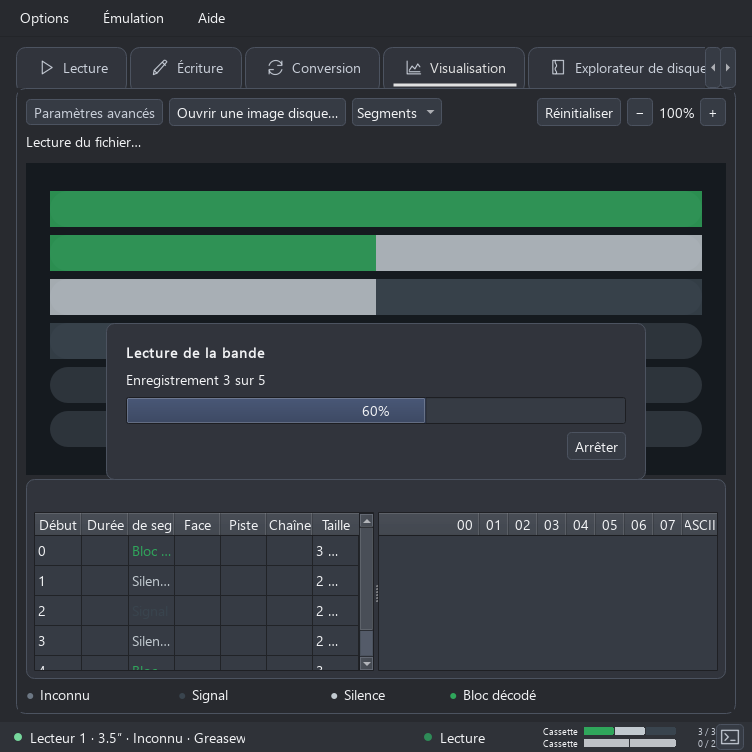 Options Émulation Aide
Lecture Écriture Conversion Visualisation Explorateur de disque
Paramètres avancés Ouvrir une image disque... Segments Réinitialiser − 100% +
Lecture du fichier...
Lecture de la bande
Enregistrement 3 sur 5
60%
Arrêter
Début Durée de seg Face Piste Chaîne Taille 00 01 02 03 04 05 06 07 ASCII
0 Bloc ... 3 ...
1 Silen... 2 ...
2 Signal 2 ...
3 Silen... 2 ...
Inconnu Signal Silence Bloc décodé
Lecteur 1 · 3.5″ · Inconnu · Greasew Lecture
Cassette 3 / 3
Cassette 0 / 2